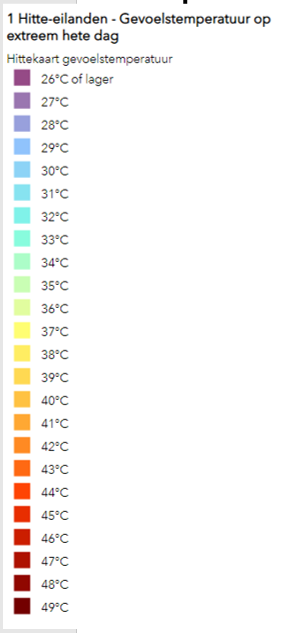 1 Hitte-eilanden - Gevoelstemperatuur op
extreem hete dag
Hittekaart gevoelstemperatuur
26°C of lager
27°C
28°C
29°C
30°C
31°C
32°C
33°C
34°C
35°C
36°C
37°C
38°C
39°C
40°C
41°C
42°C
43°C
44°C
45°C
46°C
47°C
48°C
49°C